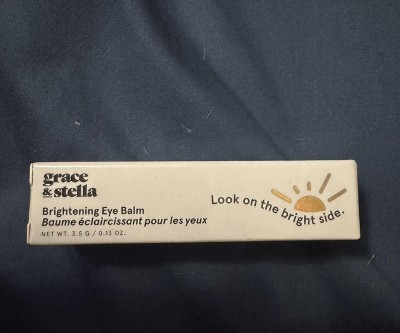 grace
& stella
Brightening Eye Balm
Baume éclaircissant pour les yeux
NET WT. 3.5 G / 0.13 OZ.
Look on the bright side.